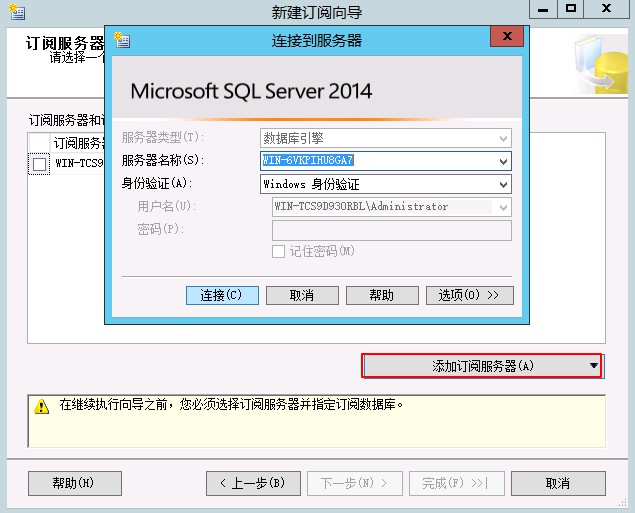 新建订阅向导
订阅服务器
请选择一个
连接到服务器
X
Microsoft SQL Server 2014
服务器类型(T):
数据库引擎
服务器名称(S):
WIN-6VKPIHU8GA7
身份验证(A):
Windows 身份验证
用户名(U):
WIN-TCS9D93ORBL\Administrator
密码(P):
记住密码(M)
连接(C)
取消
帮助
选项(O) >>
订阅服务器和
订阅服务
WIN-TCS9
添加订阅服务器(A)
在继续执行向导之前，您必须选择订阅服务器并指定订阅数据库。
帮助(H)
< 上一步(B)
下一步(N) >
完成(F) >>|
取消